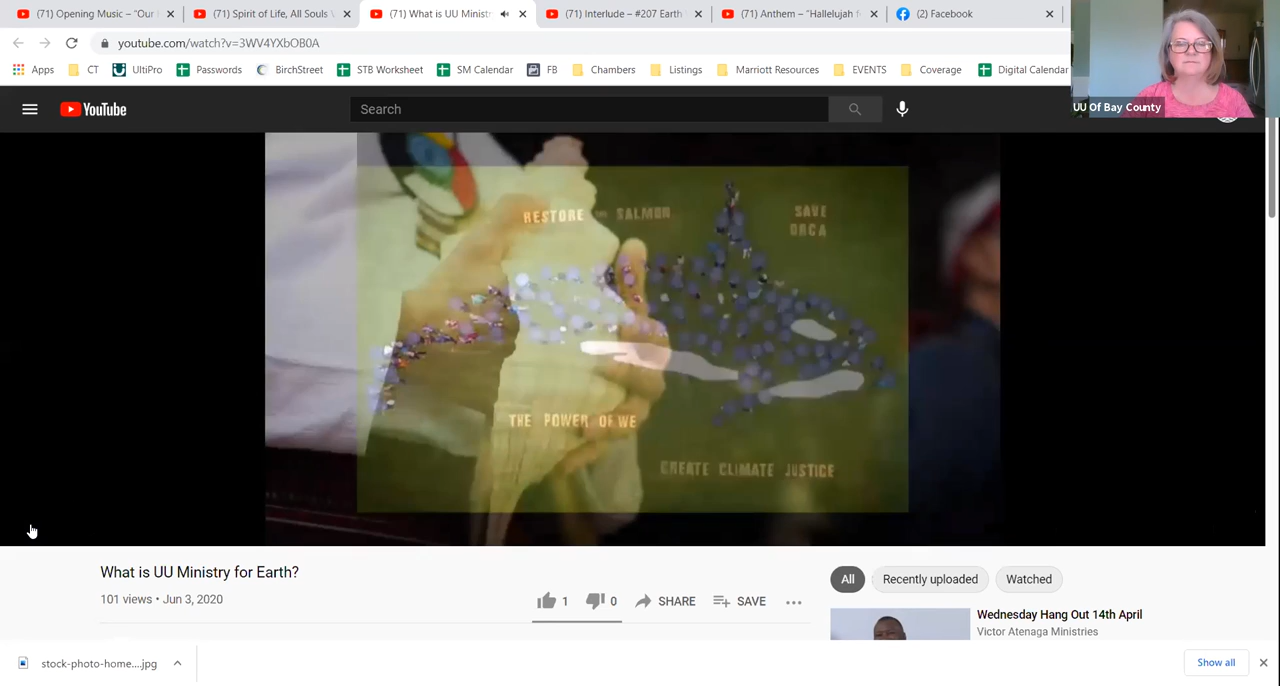 (71) Opening Music – "Our
(71) Spirit of Life, All Souls
(71) What is UU Minist
(71) Interlude – #207 Earth
(71) Anthem – "Hallelujah f
(2) Facebook
youtube.com/watch?v=3WV4YXbOB0A
Apps CT UltiPro Passwords BirchStreet STB Worksheet SM Calendar FB Chambers Listings Marriott Resources EVENTS Coverage Digital Calendar
UU Of Bay County
YouTube
Search
RESTORE THE SALMON
SAVE
ORCA
THE POWER OF WE
CREATE CLIMATE JUSTICE
What is UU Ministry for Earth?
101 views • Jun 3, 2020
1 0 SHARE SAVE
All Recently uploaded Watched
Wednesday Hang Out 14th April
Victor Atenaga Ministries
stock-photo-home....jpg
Show all